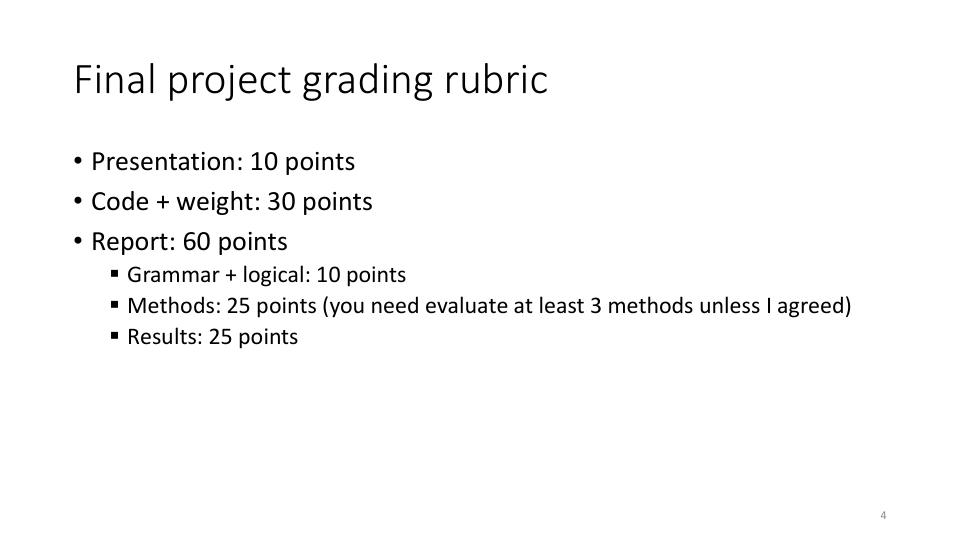 Final project grading rubric
• Presentation: 10 points
• Code + weight: 30 points
• Report: 60 points
▪ Grammar + logical: 10 points
▪ Methods: 25 points (you need evaluate at least 3 methods unless I agreed)
▪ Results: 25 points
4